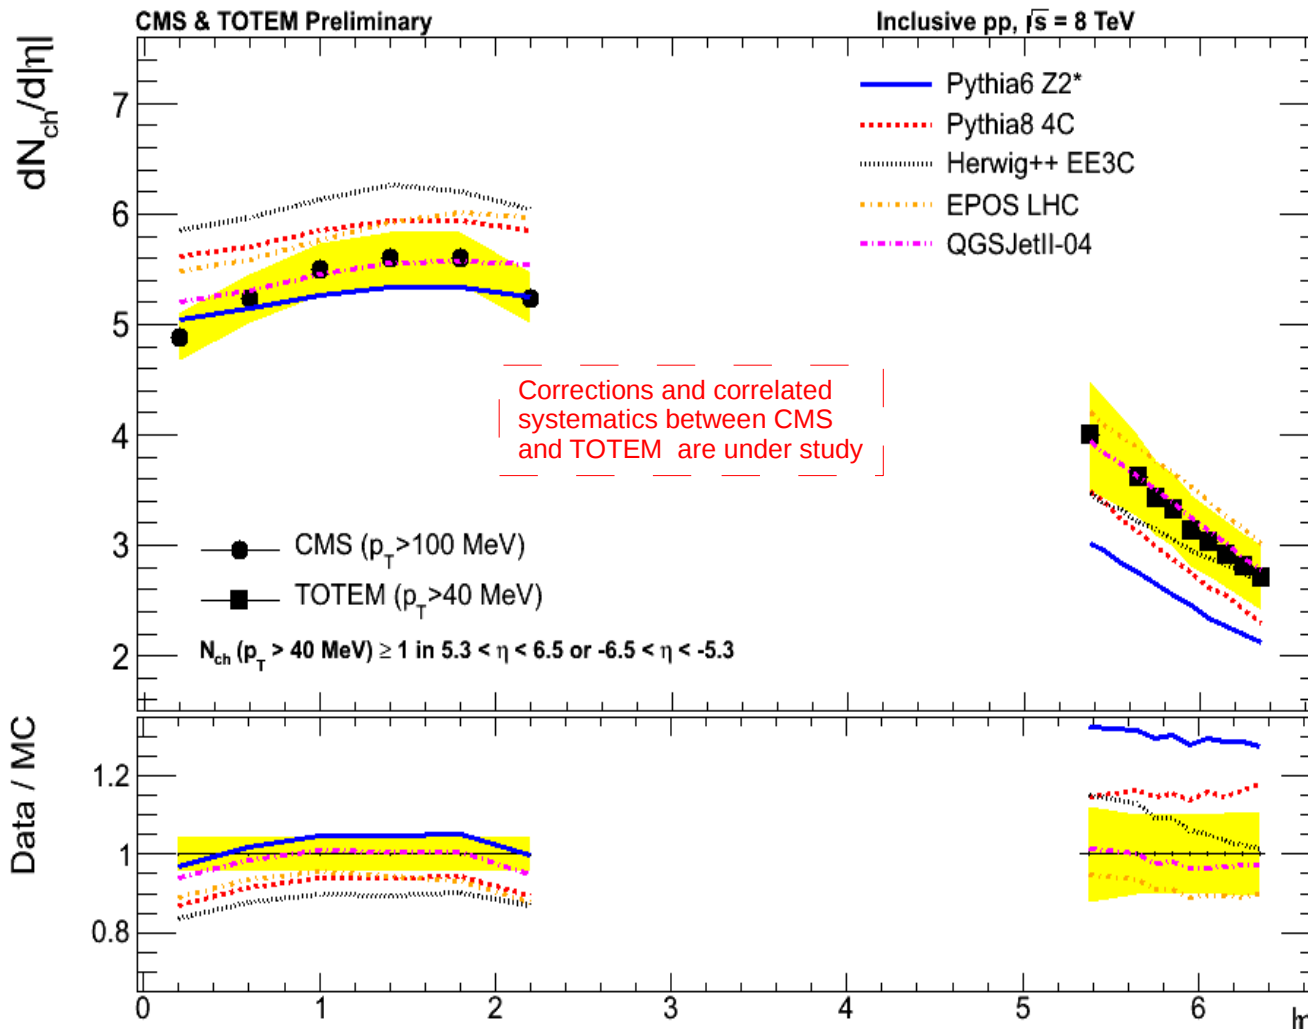 CMS & TOTEM Preliminary
Inclusive pp, √s = 8 TeV
dN_ch/d|η|
7
6
5
4
3
2
Pythia6 Z2*
Pythia8 4C
Herwig++ EE3C
EPOS LHC
QGSJetII-04
Corrections and correlated
systematics between CMS
and TOTEM are under study
CMS (p_T>100 MeV)
TOTEM (p_T>40 MeV)
N_ch (p_T > 40 MeV) ≥ 1 in 5.3 < η < 6.5 or -6.5 < η < -5.3
Data / MC
1.2
1
0.8
0 1 2 3 4 5 6